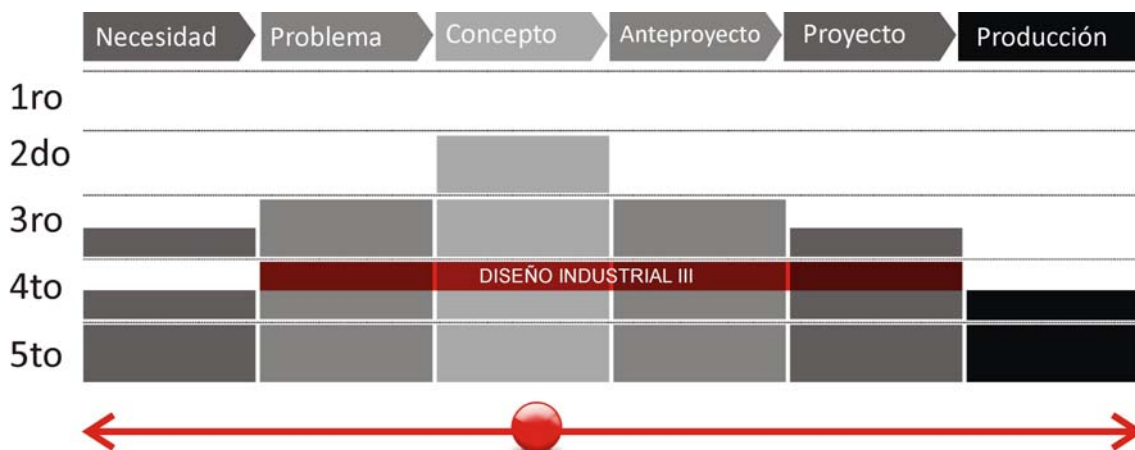 Necesidad
Problema
Concepto
Anteproyecto
Proyecto
Producción
1ro
2do
3ro
4to
DISEÑO INDUSTRIAL III
5to